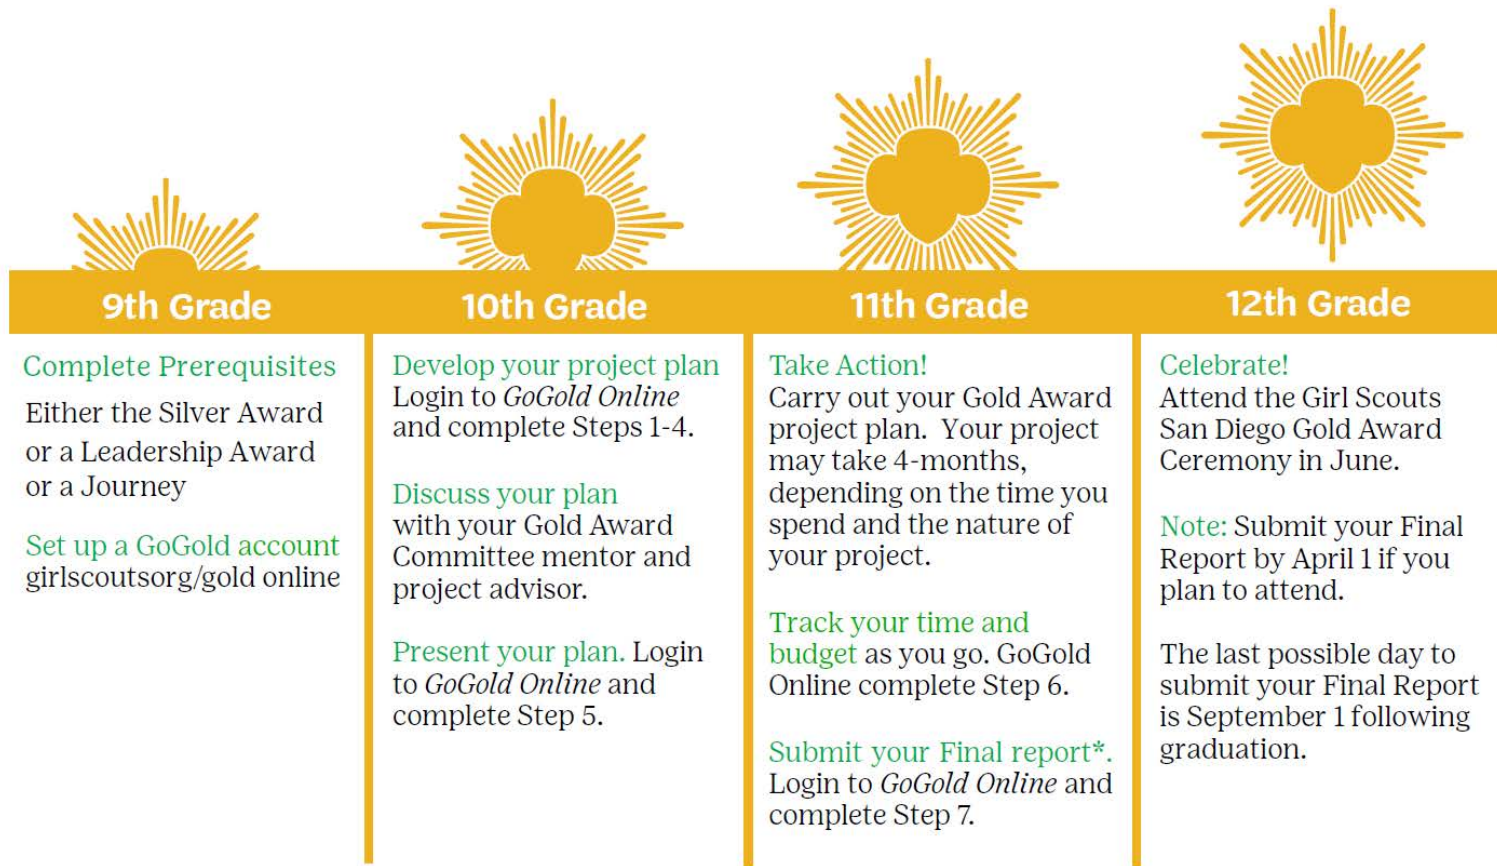 9th Grade
Complete Prerequisites
Either the Silver Award
or a Leadership Award
or a Journey
Set up a GoGold account
girlscoutsorg/gold online
10th Grade
Develop your project plan
Login to GoGold Online
and complete Steps 1-4.
Discuss your plan
with your Gold Award
Committee mentor and
project advisor.
Present your plan. Login
to GoGold Online and
complete Step 5.
11th Grade
Take Action!
Carry out your Gold Award
project plan. Your project
may take 4-months,
depending on the time you
spend and the nature of
your project.
Track your time and
budget as you go. GoGold
Online complete Step 6.
Submit your Final report*.
Login to GoGold Online and
complete Step 7.
12th Grade
Celebrate!
Attend the Girl Scouts
San Diego Gold Award
Ceremony in June.
Note: Submit your Final
Report by April 1 if you
plan to attend.
The last possible day to
submit your Final Report
is September 1 following
graduation.